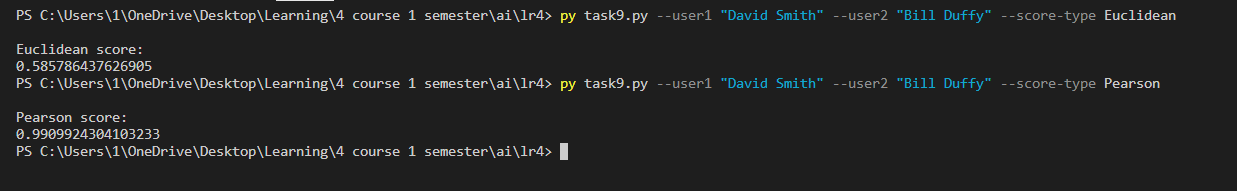 PS C:\Users\1\OneDrive\Desktop\Learning\4 course 1 semester\ai\lr4> py task9.py --user1 "David Smith" --user2 "Bill Duffy" --score-type Euclidean
Euclidean score:
0.585786437626905
PS C:\Users\1\OneDrive\Desktop\Learning\4 course 1 semester\ai\lr4> py task9.py --user1 "David Smith" --user2 "Bill Duffy" --score-type Pearson
Pearson score:
0.9909924304103233
PS C:\Users\1\OneDrive\Desktop\Learning\4 course 1 semester\ai\lr4>